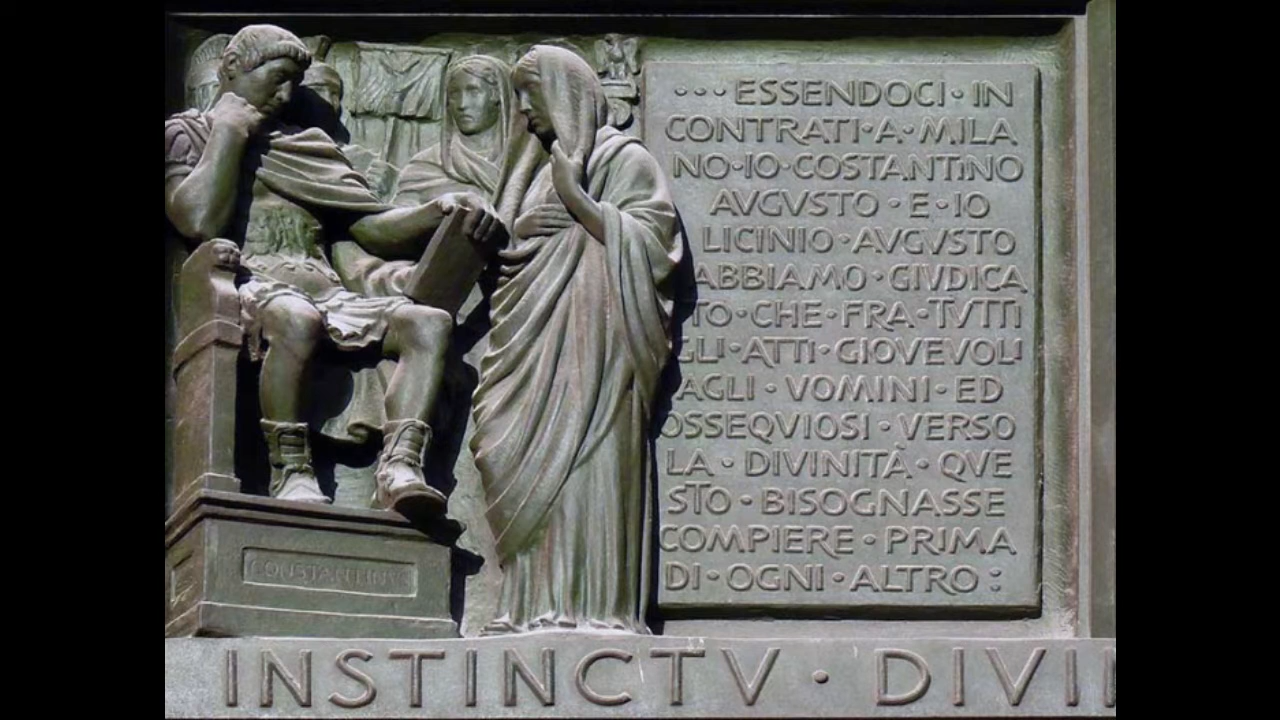 ...ESSENDOCI·IN
CONTRATI·A·MILA
NO·IO·COSTANTINO
AVGVSTO·E·IO
LICINIO·AVGVSTO
ABBIAMO·GIVDICA
TO·CHE·FRA·TVTTI
GLI·ATTI·GIOVEVOLI
AGLI·VOMINI·ED
OSSEQVIOSI·VERSO
LA·DIVINITÀ·QVE
STO·BISOGNASSE
COMPIERE·PRIMA
DI·OGNI·ALTRO:
CONSTANTINVS
INSTINCTV·DIVIN